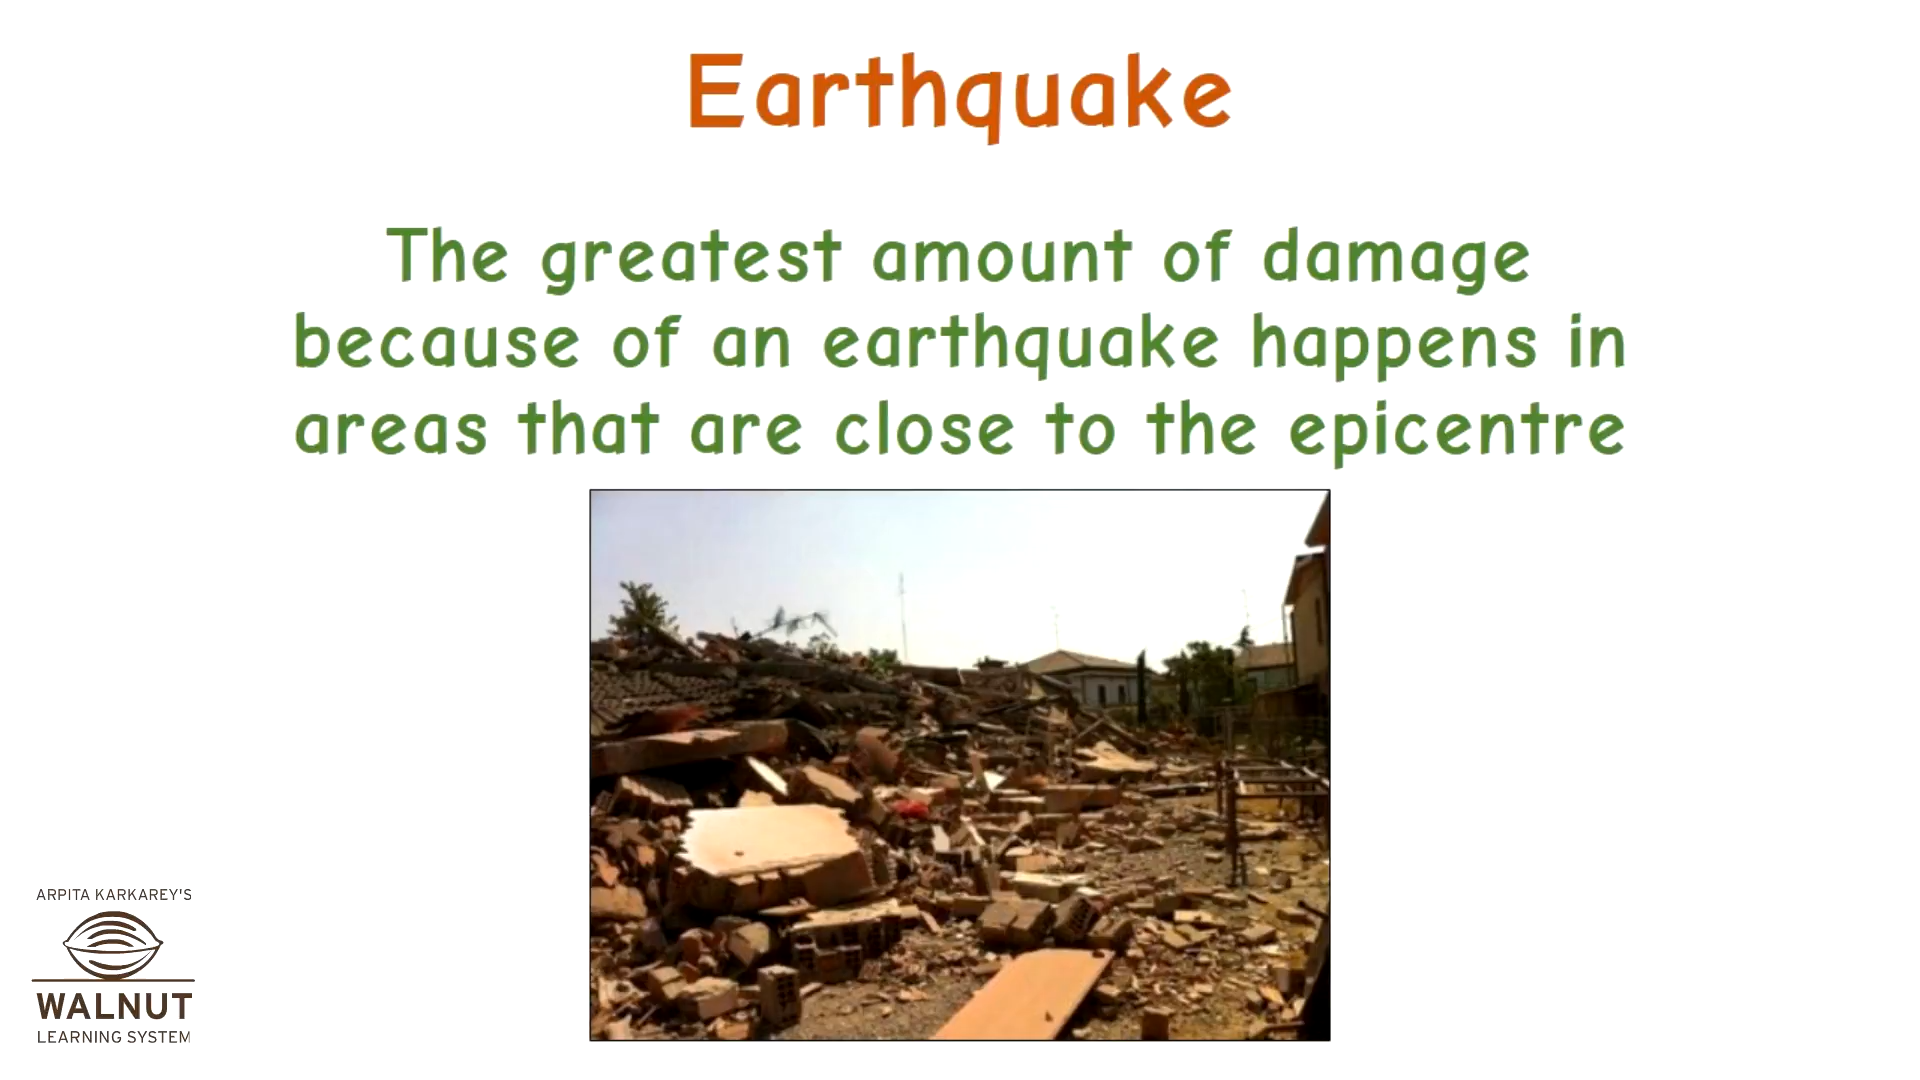 Earthquake
The greatest amount of damage
because of an earthquake happens in
areas that are close to the epicentre
ARPITA KARKAREY'S
WALNUT
LEARNING SYSTEM